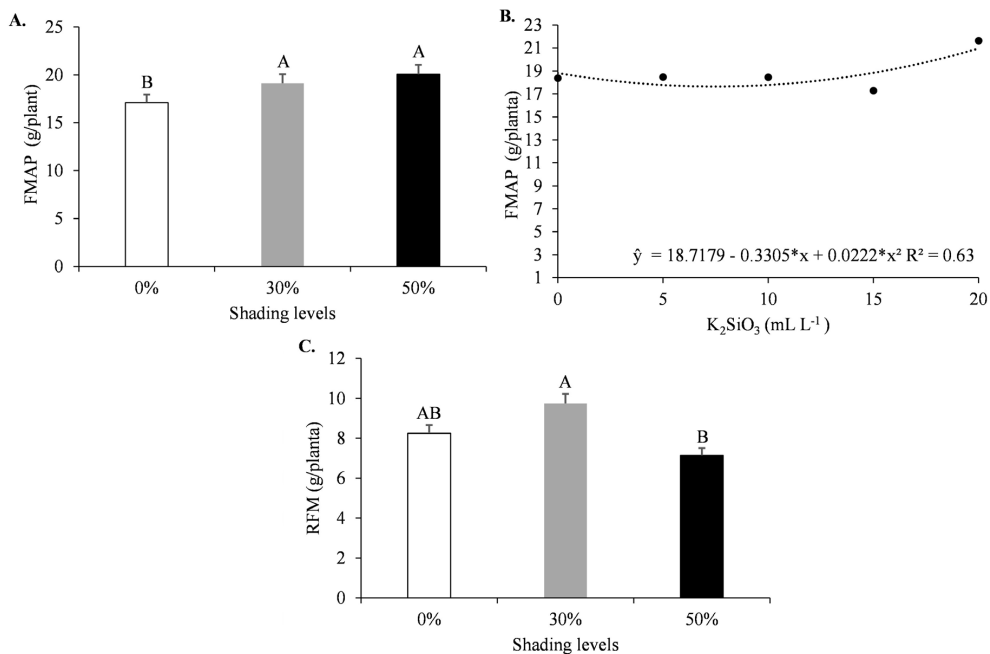 A.
FMAP (g/plant)
25
20
15
10
5
0
B
A
A
0%
30%
50%
Shading levels
B.
FMAP (g/planta)
23
21
19
17
15
13
11
9
7
5
3
1
ŷ = 18.7179 - 0.3305*x + 0.0222*x² R² = 0.63
0
5
10
15
20
K₂SiO₃ (mL L⁻¹)
C.
RFM (g/planta)
12
10
8
6
4
2
0
AB
A
B
0%
30%
50%
Shading levels